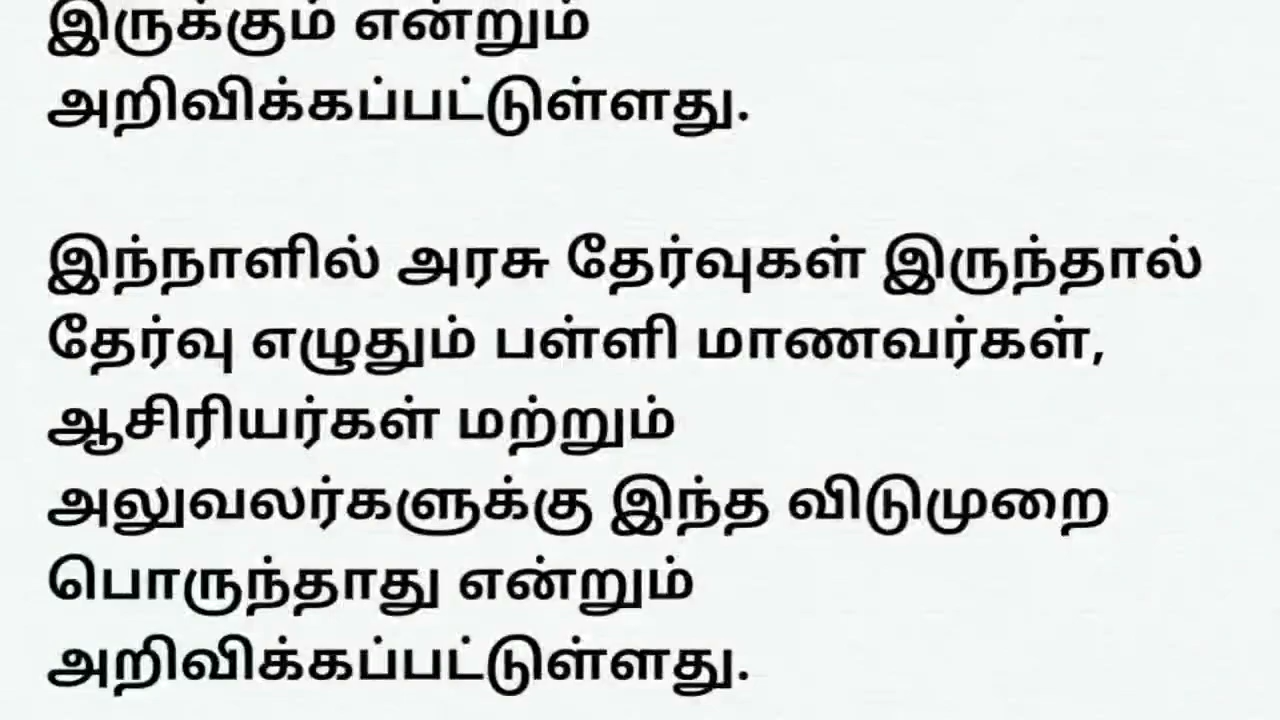 இருக்கும் என்றும்
அறிவிக்கப்பட்டுள்ளது.
இந்நாளில் அரசு தேர்வுகள் இருந்தால்
தேர்வு எழுதும் பள்ளி மாணவர்கள்,
ஆசிரியர்கள் மற்றும்
அலுவலர்களுக்கு இந்த விடுமுறை
பொருந்தாது என்றும்
அறிவிக்கப்பட்டுள்ளது.